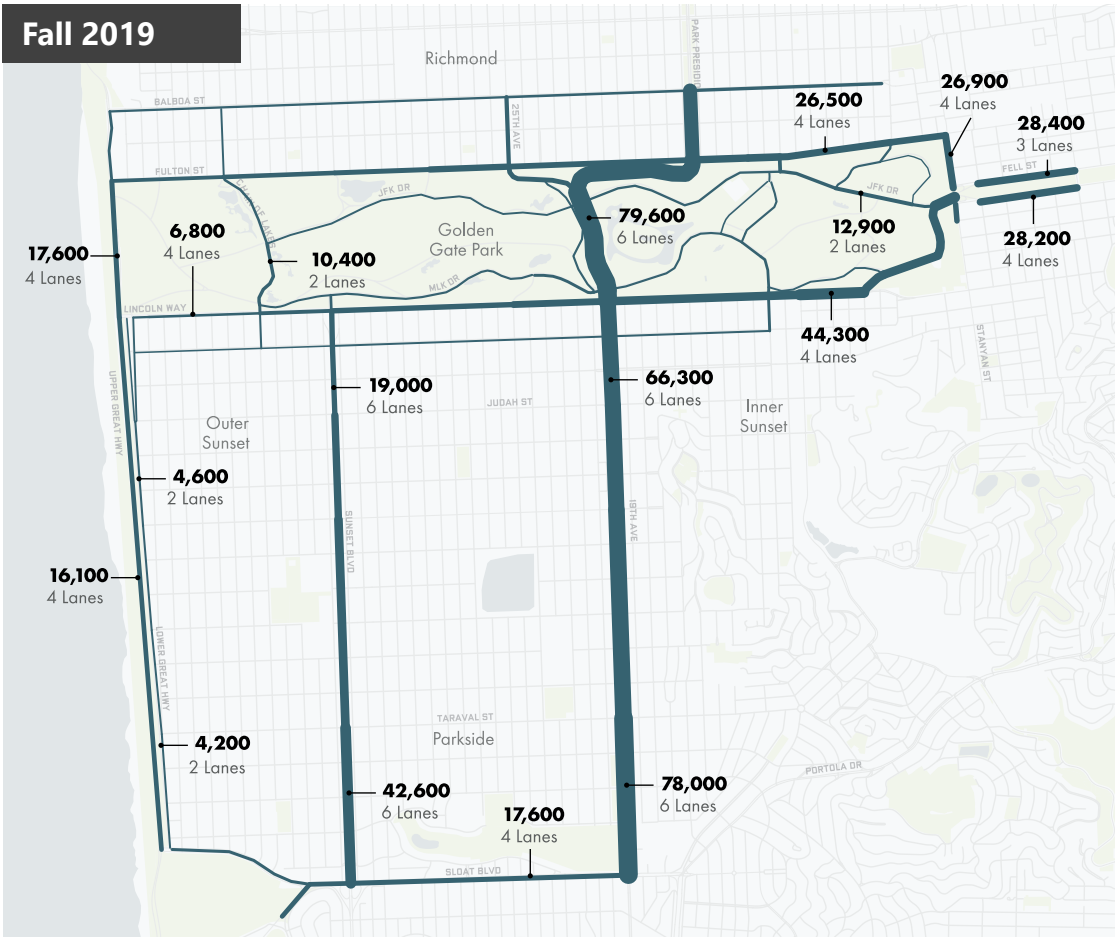 Fall 2019
Richmond
PARK PRESIDIO
26,900
4 Lanes
26,500
4 Lanes
BALBOA ST
25TH AVE
28,400
3 Lanes
FELL ST
FULTON ST
JFK DR
JFK DR
CHAIN OF LAKES
79,600
6 Lanes
12,900
2 Lanes
Golden
Gate Park
6,800
4 Lanes
28,200
4 Lanes
17,600
4 Lanes
10,400
2 Lanes
MLK DR
LINCOLN WAY
44,300
4 Lanes
STANYAN ST
UPPER GREAT HWY
19,000
6 Lanes
66,300
6 Lanes
JUDAH ST
Outer
Sunset
Inner
Sunset
4,600
2 Lanes
SUNSET BLVD
19TH AVE
16,100
4 Lanes
LOWER GREAT HWY
TARAVAL ST
Parkside
4,200
2 Lanes
PORTOLA DR
42,600
6 Lanes
78,000
6 Lanes
17,600
4 Lanes
SLOAT BLVD